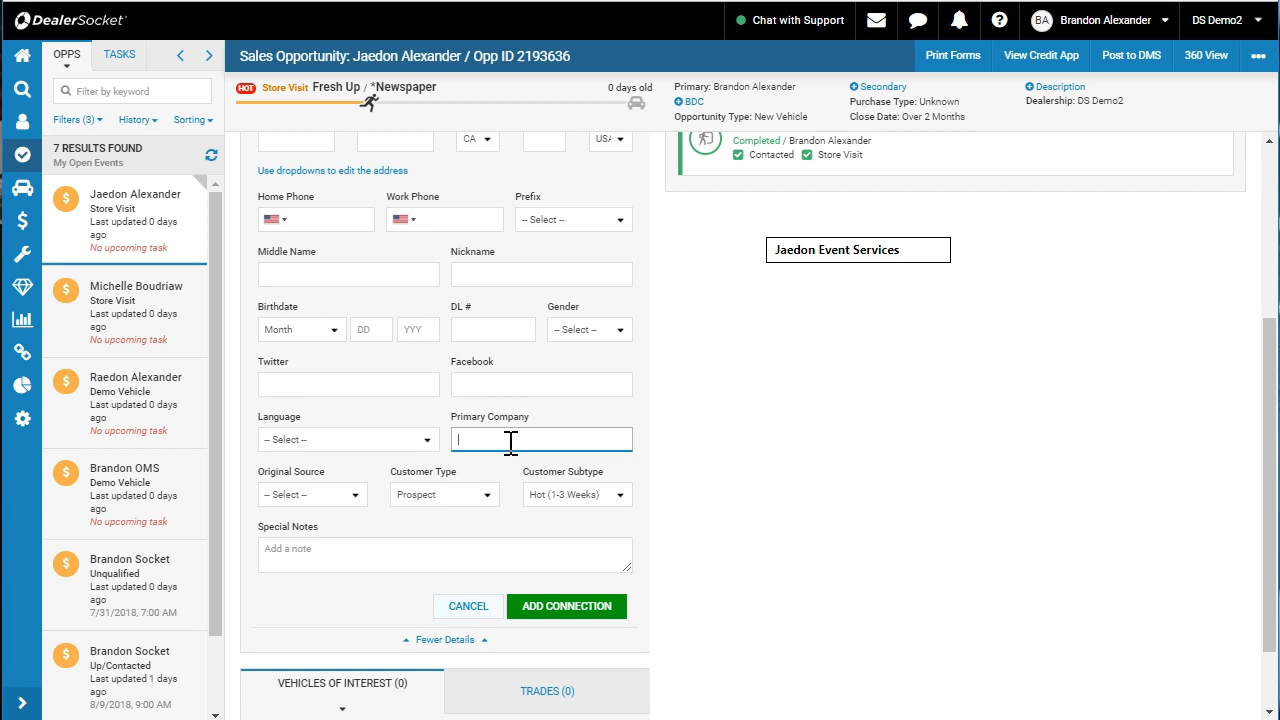 DealerSocket
Chat with Support
BA
Brandon Alexander
DS Demo2
OPPS
TASKS
Filter by keyword
Filters (3)
History
Sorting
7 RESULTS FOUND
My Open Events
Jaedon Alexander
Store Visit
Last updated 0 days
ago
No upcoming task
Michelle Boudriaw
Store Visit
Last updated 0 days
ago
No upcoming task
Raedon Alexander
Demo Vehicle
Last updated 0 days
ago
No upcoming task
Brandon OMS
Demo Vehicle
Last updated 0 days
ago
No upcoming task
Brandon Socket
Unqualified
Last updated 0 days
ago
7/31/2018, 7:00 AM
Brandon Socket
Up/Contacted
Last updated 1 days
ago
8/9/2018, 9:00 AM
Sales Opportunity: Jaedon Alexander / Opp ID 2193636
Print Forms
View Credit App
Post to DMS
360 View
HOT Store Visit Fresh Up / *Newspaper
0 days old
Primary: Brandon Alexander
BDC
Opportunity Type: New Vehicle
Secondary
Purchase Type: Unknown
Close Date: Over 2 Months
Description
Dealership: DS Demo2
CA
USA
Use dropdowns to edit the address
Home Phone
Work Phone
Prefix
-- Select --
Middle Name
Nickname
Birthdate
DL #
Gender
Month
DD
YYY
-- Select --
Twitter
Facebook
Language
Primary Company
-- Select --
Original Source
Customer Type
Customer Subtype
-- Select --
Prospect
Hot (1-3 Weeks)
Special Notes
Add a note
CANCEL
ADD CONNECTION
Fewer Details
VEHICLES OF INTEREST (0)
TRADES (0)
Completed / Brandon Alexander
Contacted
Store Visit
Jaedon Event Services